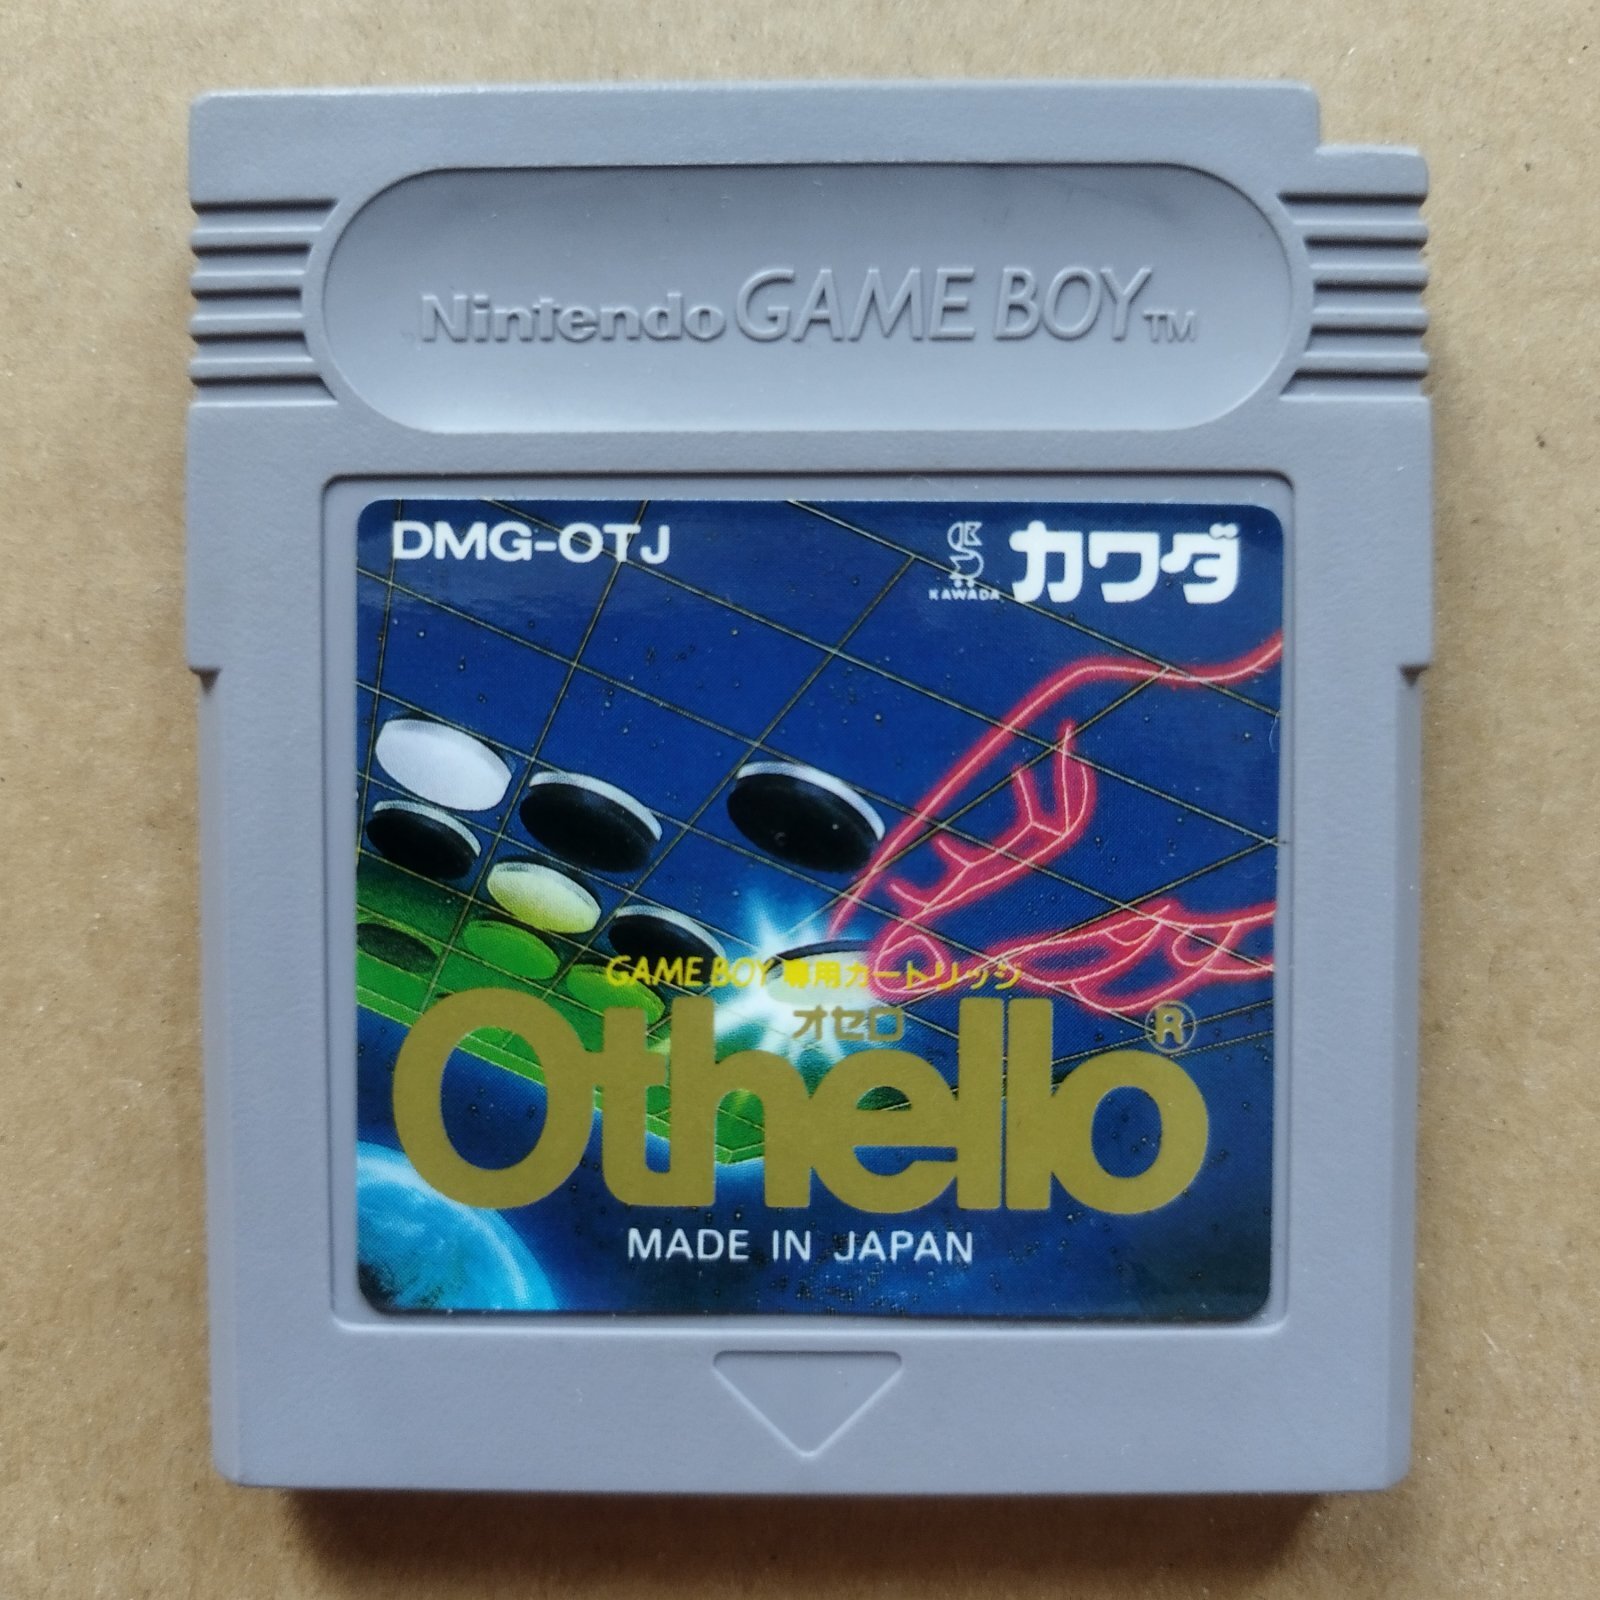 Nintendo GAME BOY TM
DMG-OTJ
KAWADA カワダ
GAME BOY 専用カートリッジ
オセロ
Othello ®
MADE IN JAPAN